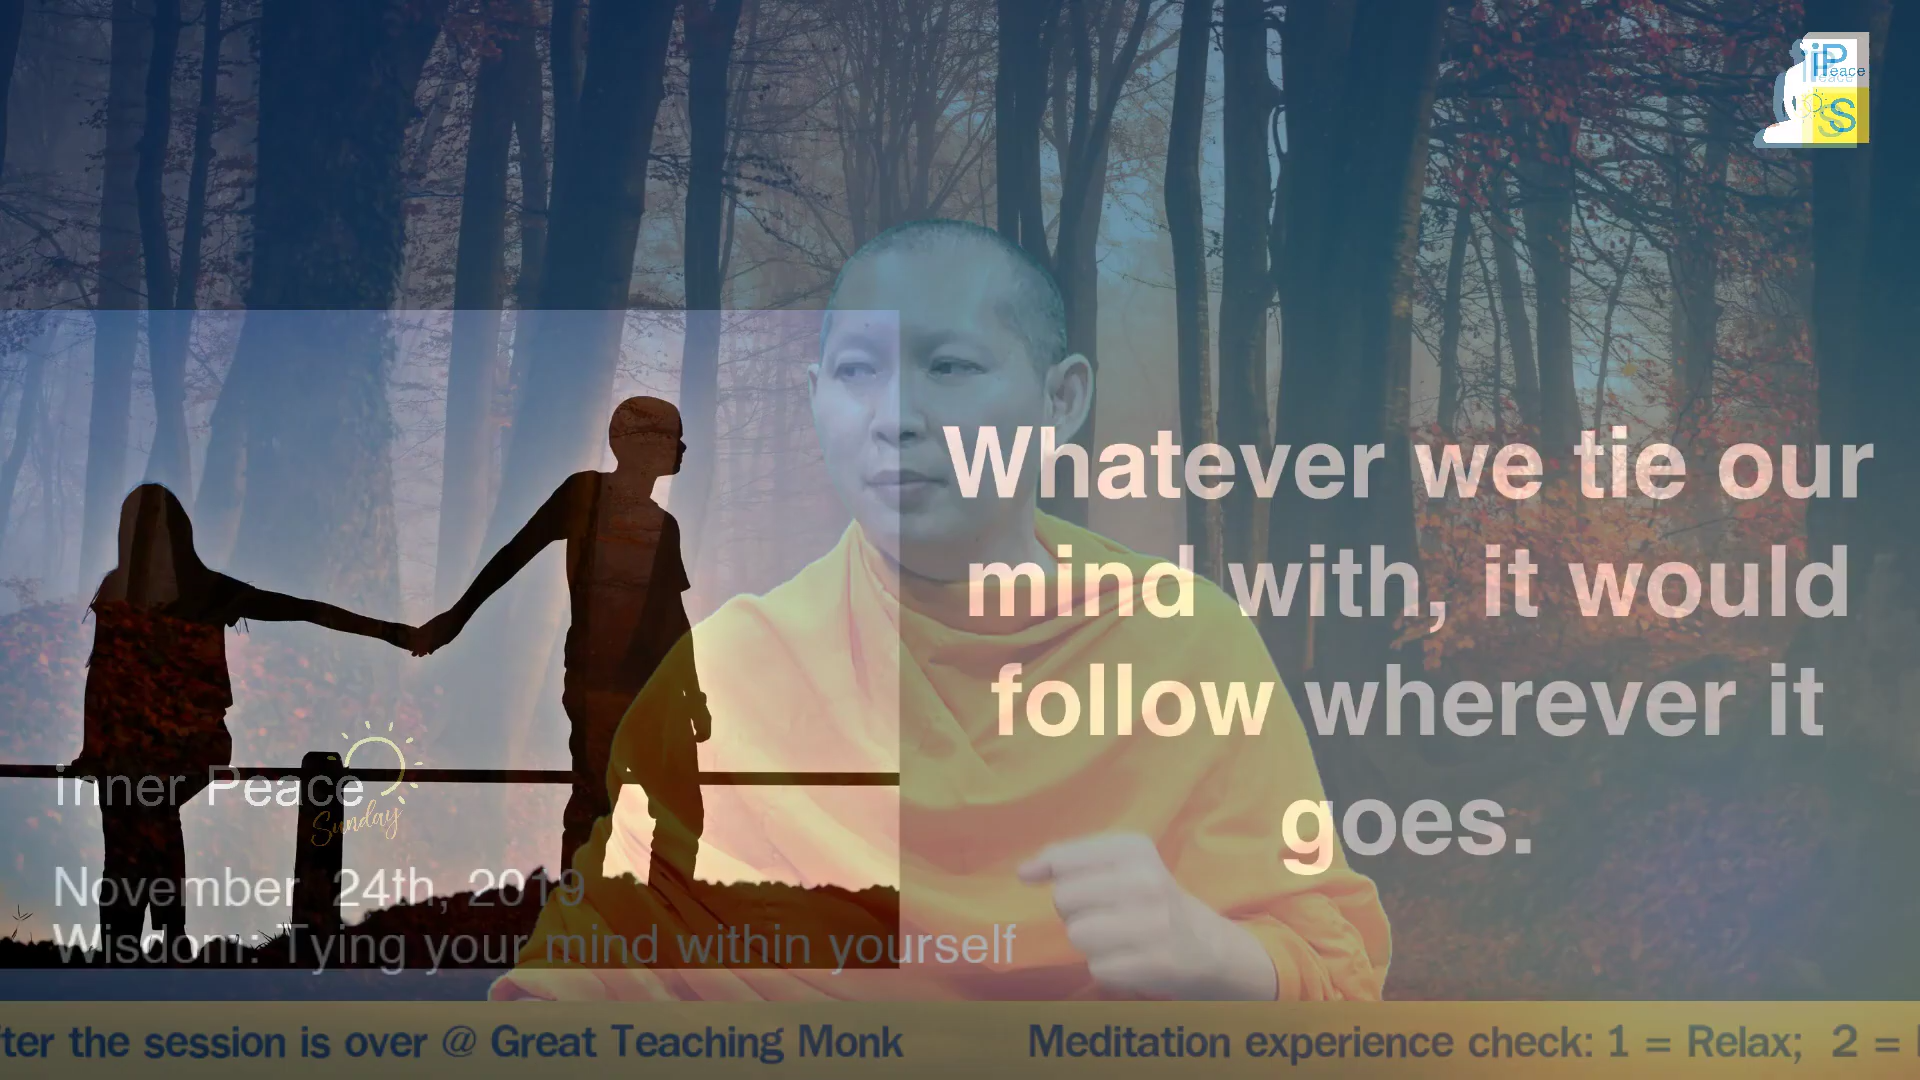 iPeace
S
Whatever we tie our
mind with, it would
follow wherever it
goes.
inner Peace
Sunday
November 24th, 2019
Wisdom: Tying your mind within yourself
ter the session is over @ Great Teaching Monk Meditation experience check: 1 = Relax; 2 =